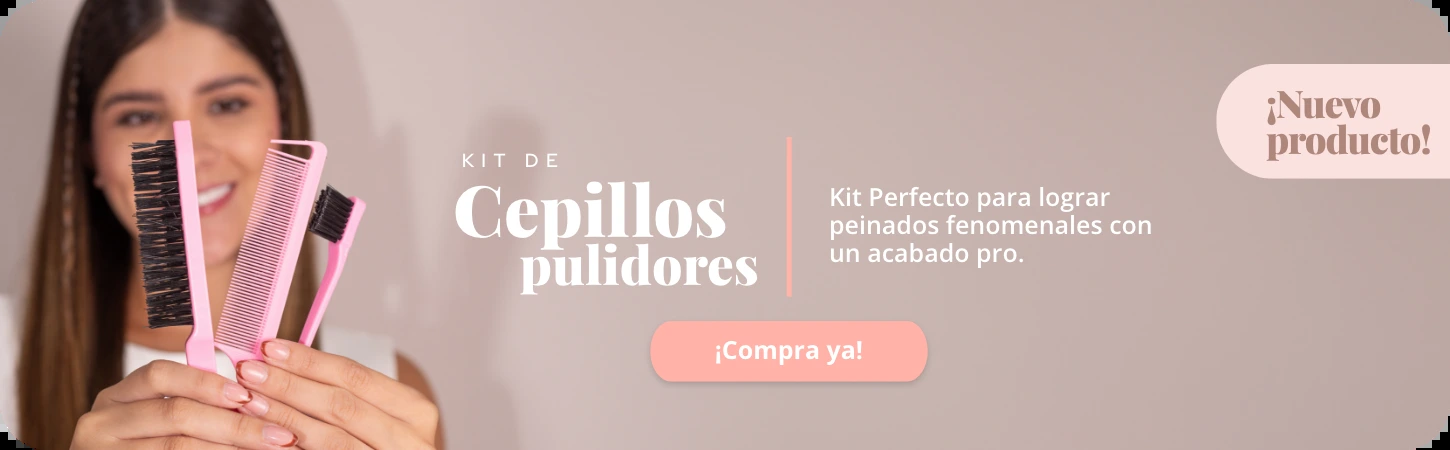 KIT DE
Cepillos
pulidores
Kit Perfecto para lograr
peinados fenomenales con
un acabado pro.
¡Compra ya!
¡Nuevo
producto!